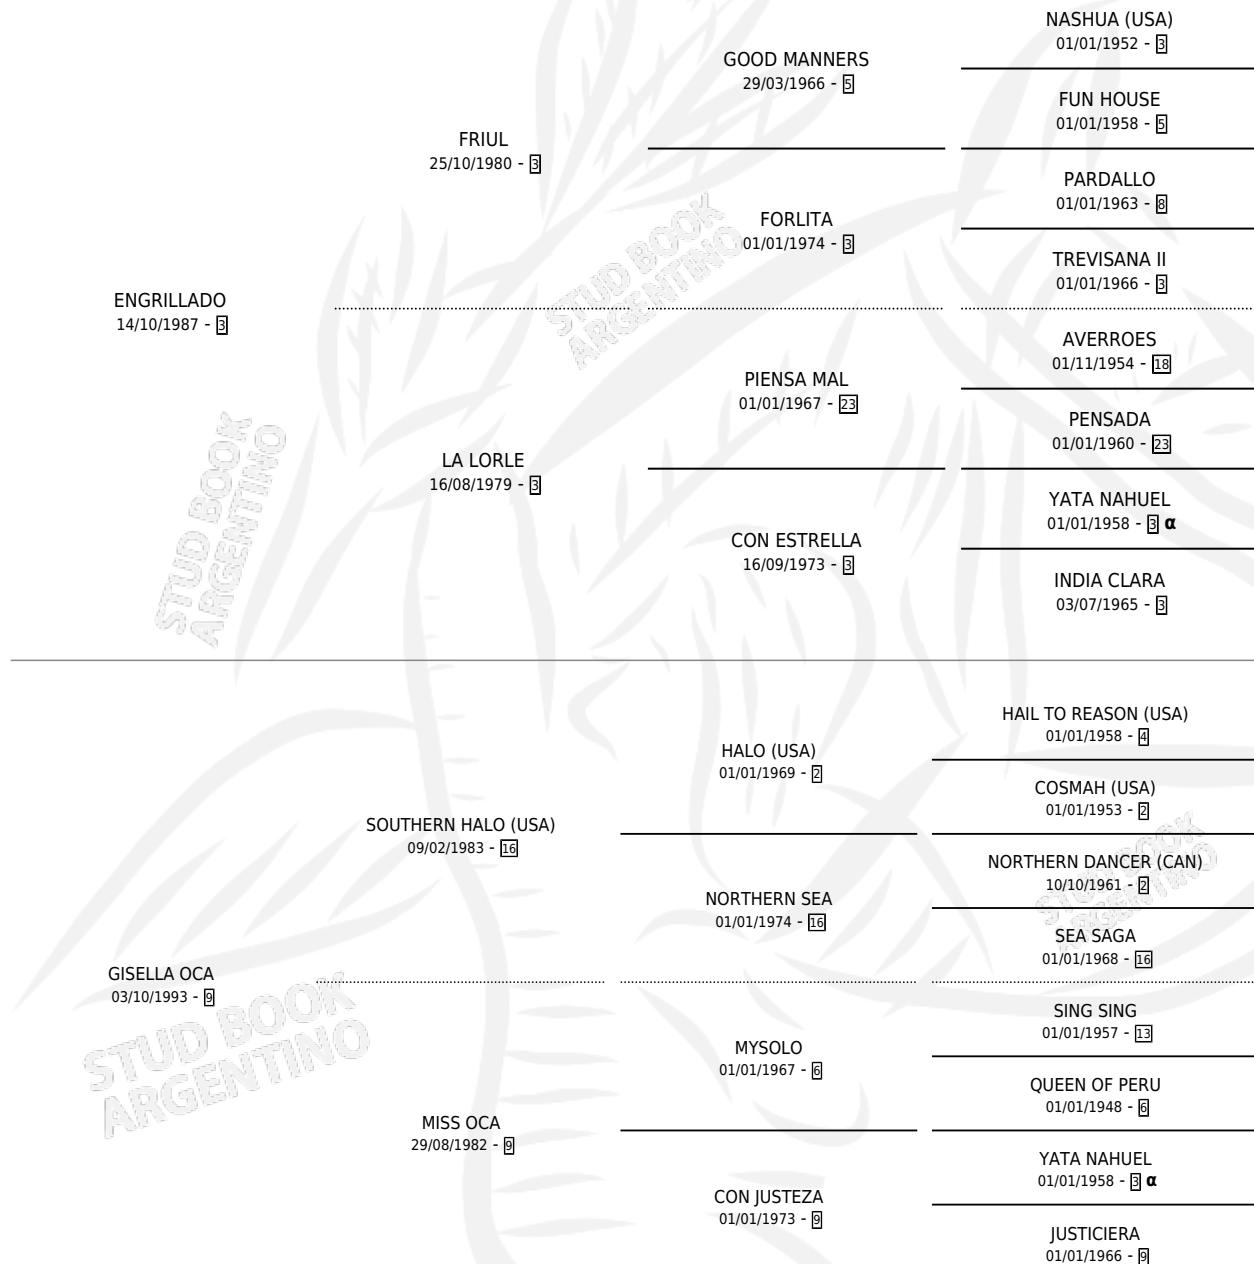 NASHUA (USA)
01/01/1952 - 3
GOOD MANNERS
29/03/1966 - 5
FUN HOUSE
01/01/1958 - 5
FRIUL
25/10/1980 - 3
PARDALLO
01/01/1963 - 8
FORLITA
01/01/1974 - 3
TREVISANA II
01/01/1966 - 3
ENGRILLADO
14/10/1987 - 3
AVERROES
01/11/1954 - 18
PIENSA MAL
01/01/1967 - 23
PENSADA
01/01/1960 - 23
LA LORLE
16/08/1979 - 3
YATA NAHUEL
01/01/1958 - 3 α
CON ESTRELLA
16/09/1973 - 3
INDIA CLARA
03/07/1965 - 3
HAIL TO REASON (USA)
01/01/1958 - 4
HALO (USA)
01/01/1969 - 2
COSMAH (USA)
01/01/1953 - 2
SOUTHERN HALO (USA)
09/02/1983 - 16
NORTHERN DANCER (CAN)
10/10/1961 - 2
NORTHERN SEA
01/01/1974 - 16
SEA SAGA
01/01/1968 - 16
GISELLA OCA
03/10/1993 - 9
SING SING
01/01/1957 - 13
MYSOLO
01/01/1967 - 6
QUEEN OF PERU
01/01/1948 - 6
MISS OCA
29/08/1982 - 9
YATA NAHUEL
01/01/1958 - 3 α
CON JUSTEZA
01/01/1973 - 9
JUSTICIERA
01/01/1966 - 9
STUD BOOK
ARGENTINO
STUD BOOK
ARGENTINO
STUD BOOK
ARGENTINO
STUD BOOK
ARGENTINO